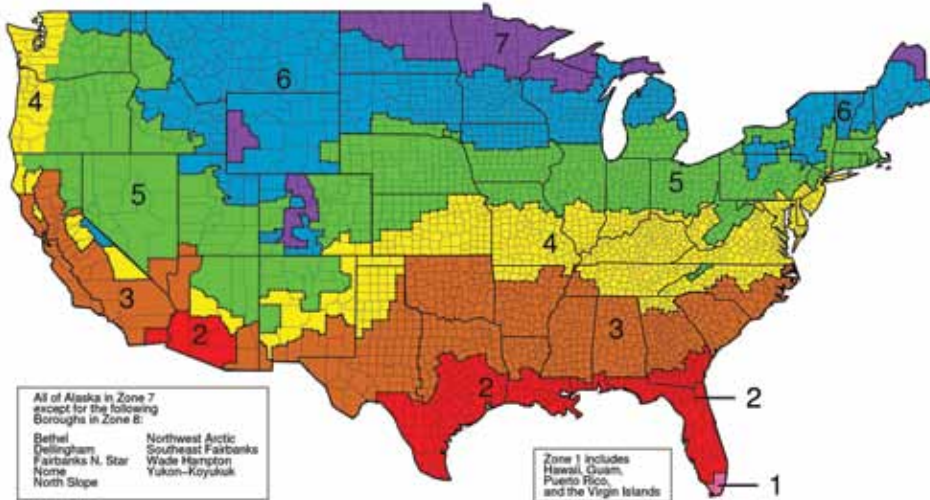 7
6
4
6
5
5
4
3
3
2
2
2
1
All of Alaska in Zone 7
except for the following
Boroughs in Zone 8:
Bethel
Dellingham
Fairbanks N. Star
Nome
North Slope
Northwest Arctic
Southeast Fairbanks
Wade Hampton
Yukon-Koyukuk
Zone 1 includes
Hawaii, Guam,
Puerto Rico,
and the Virgin Islands